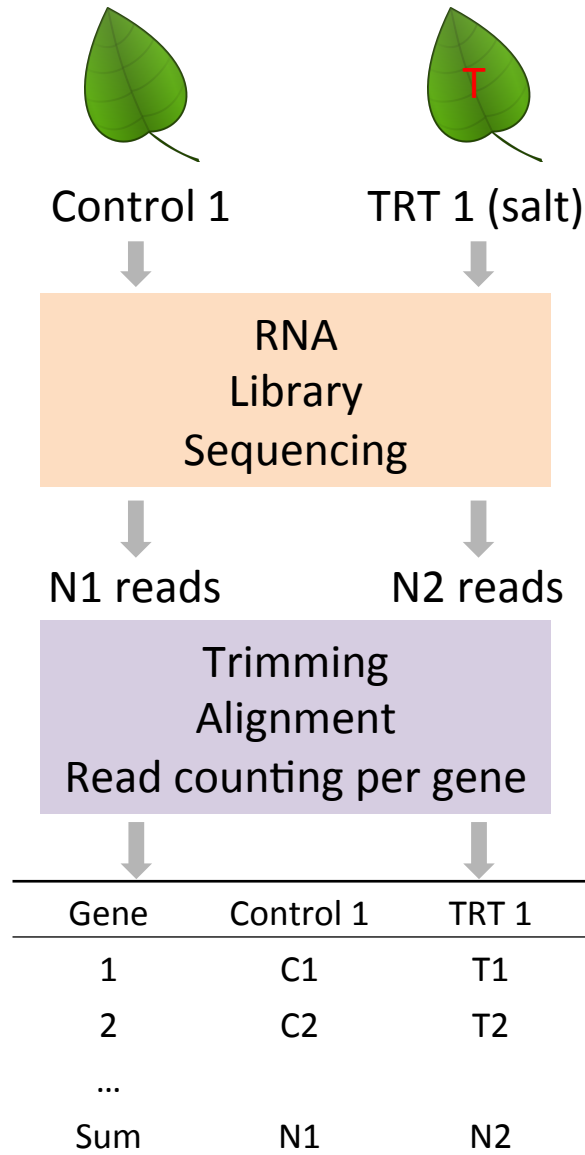 T
Control 1 TRT 1 (salt)
RNA
Library
Sequencing
N1 reads N2 reads
Trimming
Alignment
Read counting per gene
Gene Control 1 TRT 1
1 C1 T1
2 C2 T2
...
Sum N1 N2